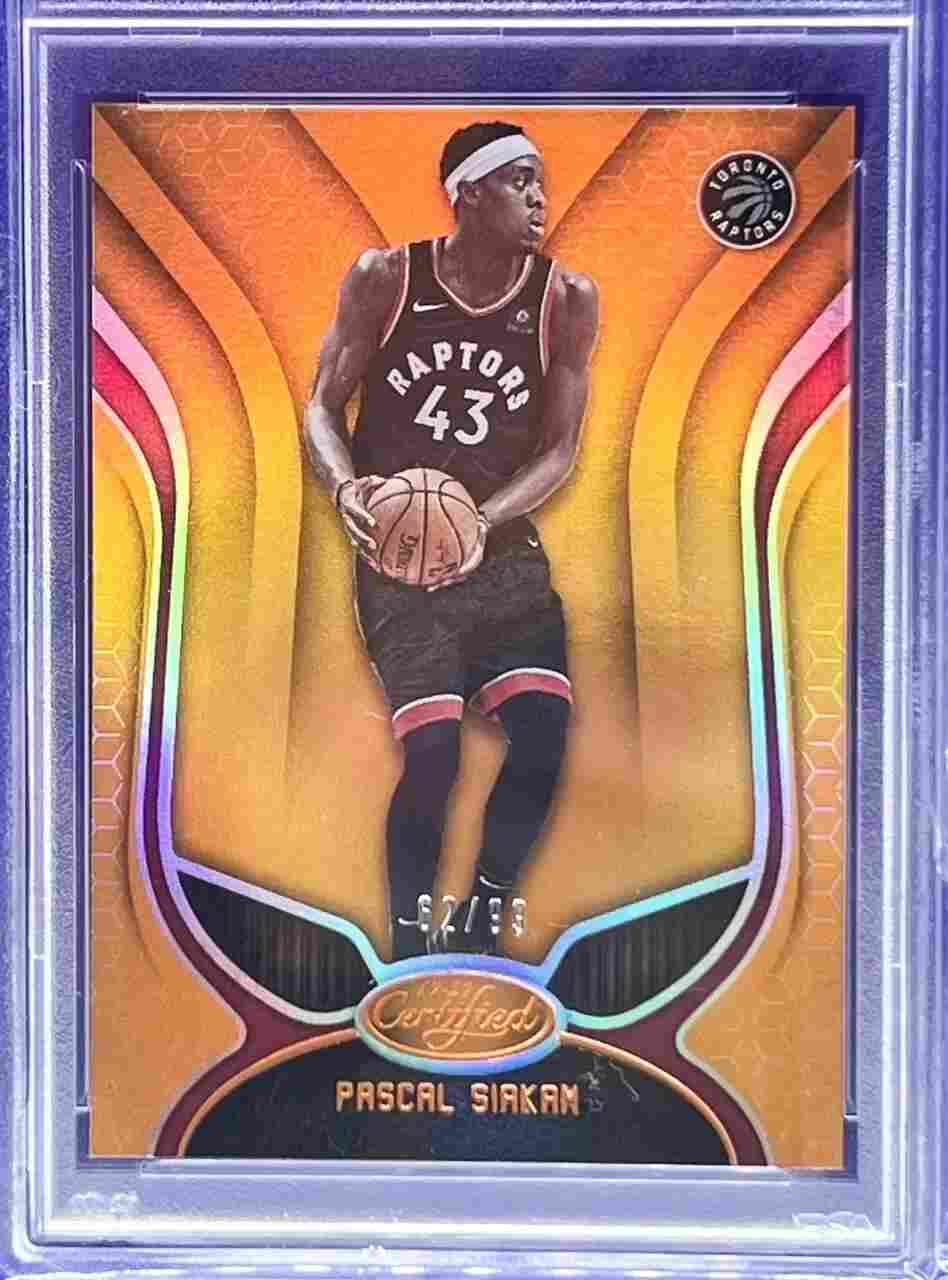 TORONTO
RAPTORS
RAPTORS
43
62/99
Certified
PASCAL SIAKAM